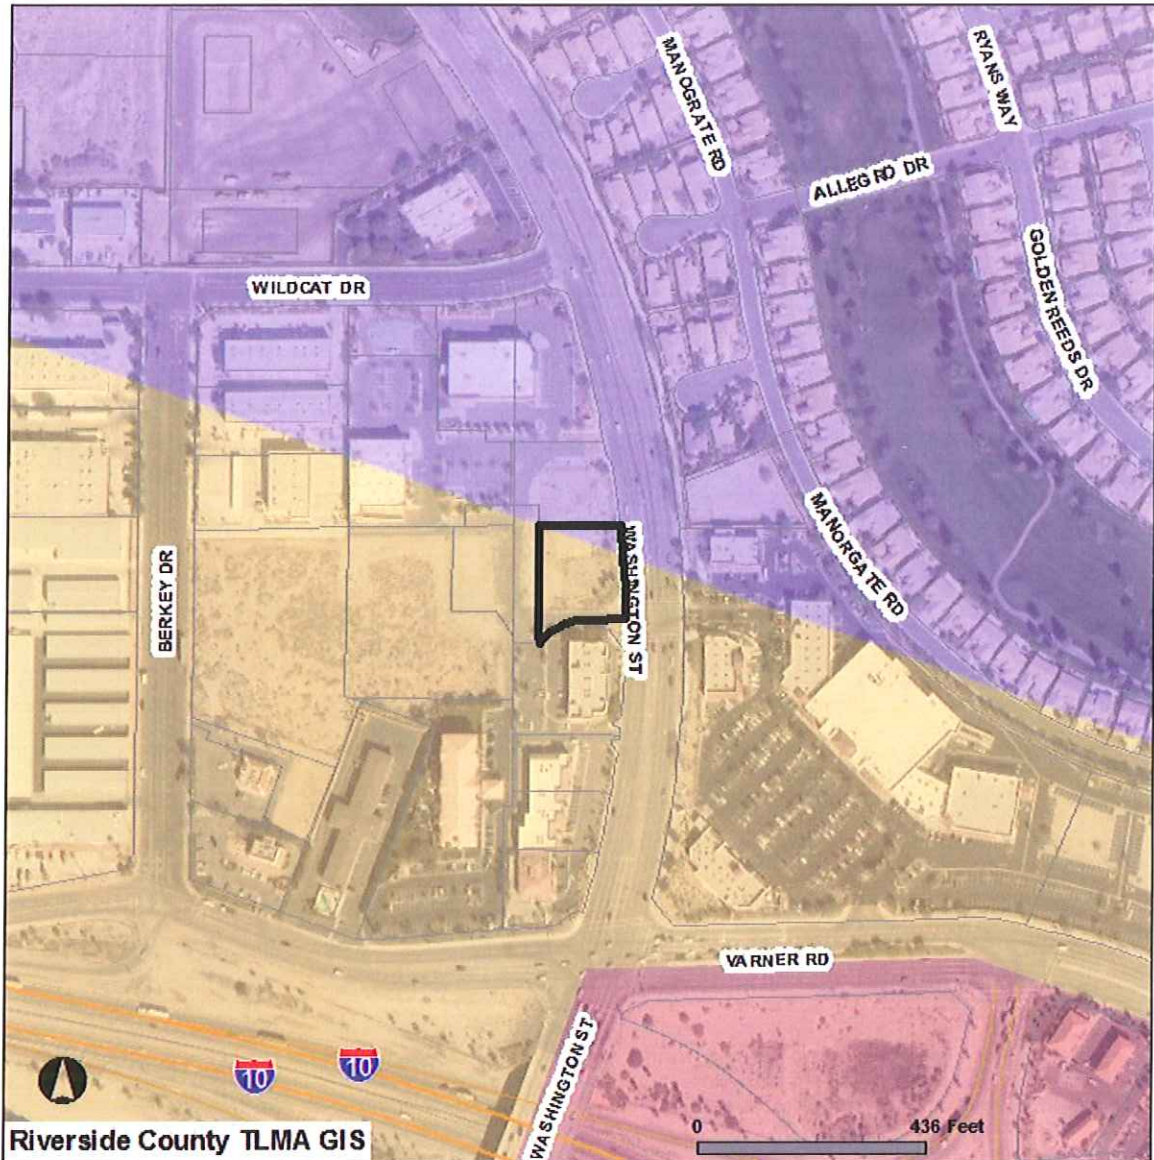 MANOGRATE RD
RYANS WAY
ALLEGRO DR
WILDCAT DR
GOLDEN REEDS DR
MANORGATE RD
WASHINGTON ST
BERKEY DR
VARNER RD
WASHINGTON ST
10
10
0 436 Feet
Riverside County TLMA GIS